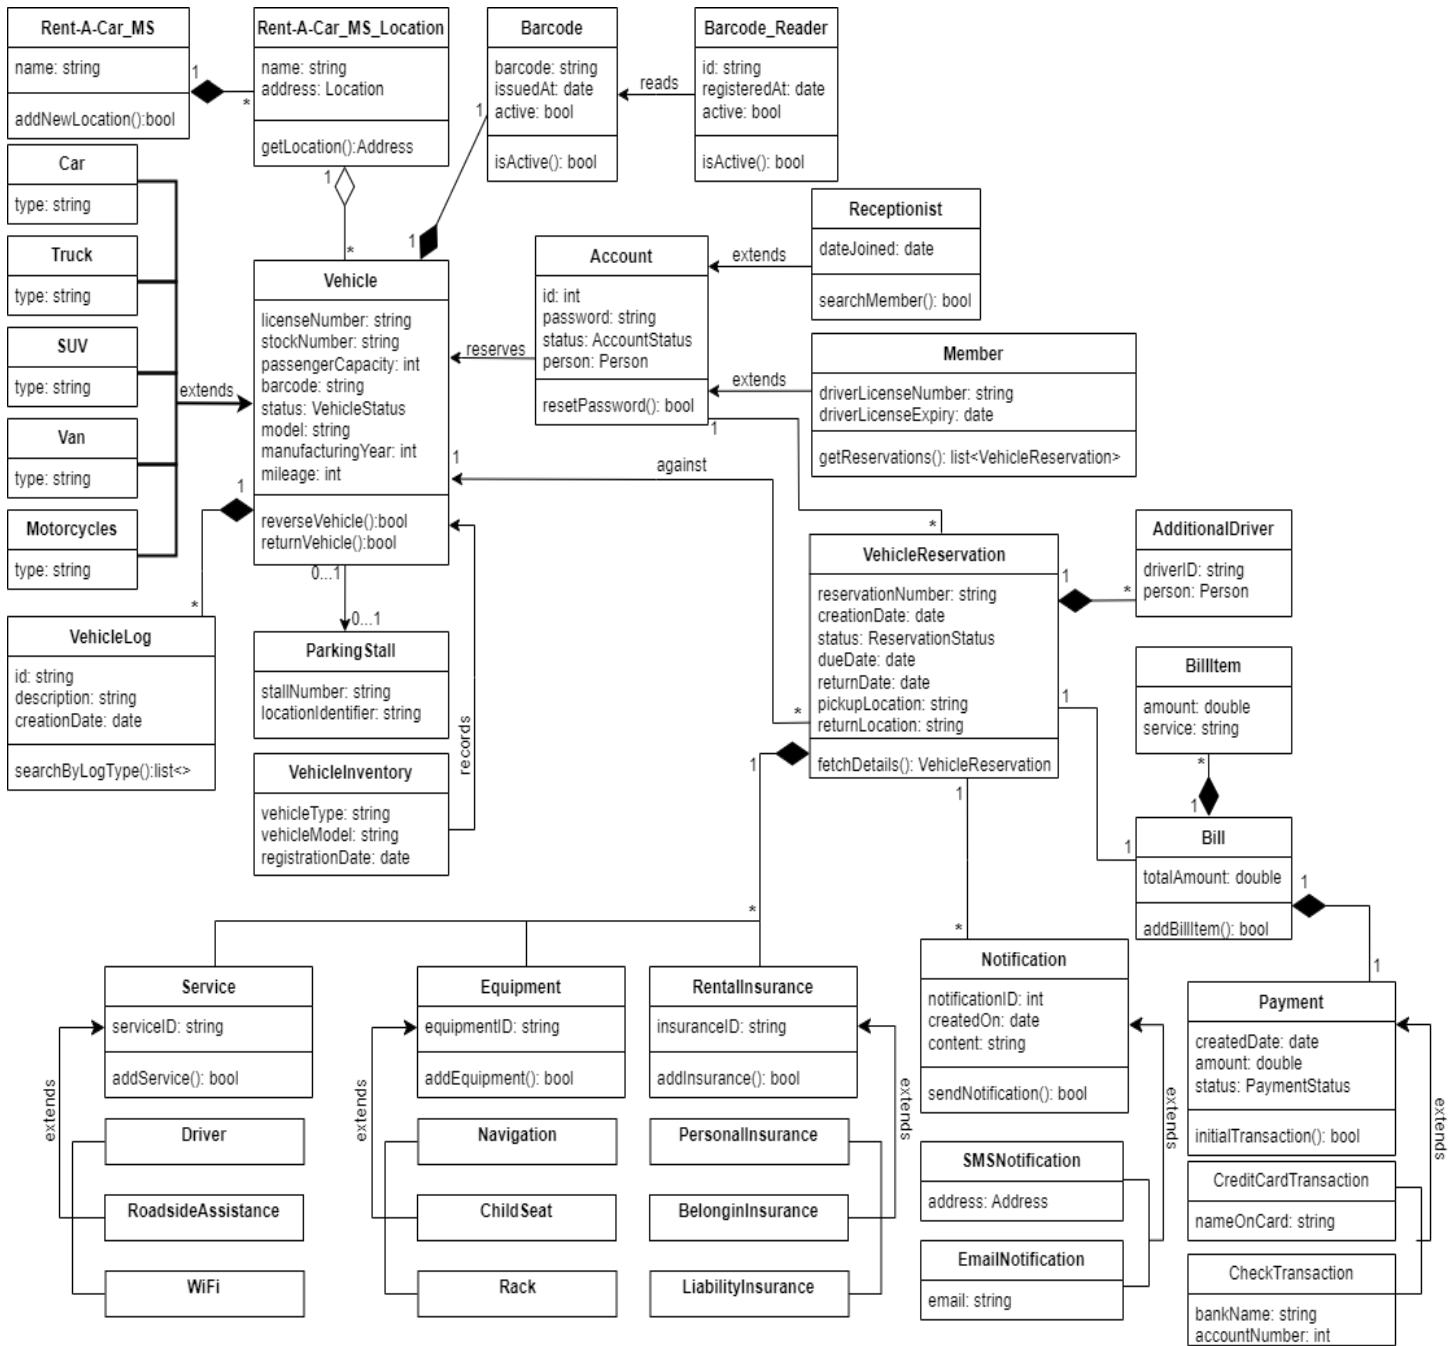 Rent-A-Car_MS
name: string
addNewLocation():bool
1
*
Rent-A-Car_MS_Location
name: string
address: Location
getLocation():Address
1
*
Barcode
barcode: string
issuedAt: date
active: bool
isActive(): bool
1
1
reads
Barcode_Reader
id: string
registeredAt: date
active: bool
isActive(): bool
Car
type: string
Truck
type: string
SUV
type: string
Van
type: string
Motorcycles
type: string
extends
Vehicle
licenseNumber: string
stockNumber: string
passengerCapacity: int
barcode: string
status: VehicleStatus
model: string
manufacturingYear: int
mileage: int
reverseVehicle():bool
returnVehicle():bool
reserves
Account
id: int
password: string
status: AccountStatus
person: Person
resetPassword(): bool
extends
Receptionist
dateJoined: date
searchMember(): bool
extends
Member
driverLicenseNumber: string
driverLicenseExpiry: date
getReservations(): list<VehicleReservation>
1
*
1
against
*
1
*
VehicleLog
id: string
description: string
creationDate: date
searchByLogType():list<>
0...1
0...1
ParkingStall
stallNumber: string
locationIdentifier: string
VehicleInventory
vehicleType: string
vehicleModel: string
registrationDate: date
records
VehicleReservation
reservationNumber: string
creationDate: date
status: ReservationStatus
dueDate: date
returnDate: date
pickupLocation: string
returnLocation: string
fetchDetails(): VehicleReservation
1
*
AdditionalDriver
driverID: string
person: Person
BillItem
amount: double
service: string
*
1
1
1
Bill
totalAmount: double
addBillItem(): bool
1
1
1
*
1
*
Service
serviceID: string
addService(): bool
extends
Driver
RoadsideAssistance
WiFi
Equipment
equipmentID: string
addEquipment(): bool
extends
Navigation
ChildSeat
Rack
RentalInsurance
insuranceID: string
addInsurance(): bool
extends
PersonalInsurance
BelonginInsurance
LiabilityInsurance
Notification
notificationID: int
createdOn: date
content: string
sendNotification(): bool
extends
SMSNotification
address: Address
EmailNotification
email: string
Payment
createdDate: date
amount: double
status: PaymentStatus
initialTransaction(): bool
extends
CreditCardTransaction
nameOnCard: string
CheckTransaction
bankName: string
accountNumber: int